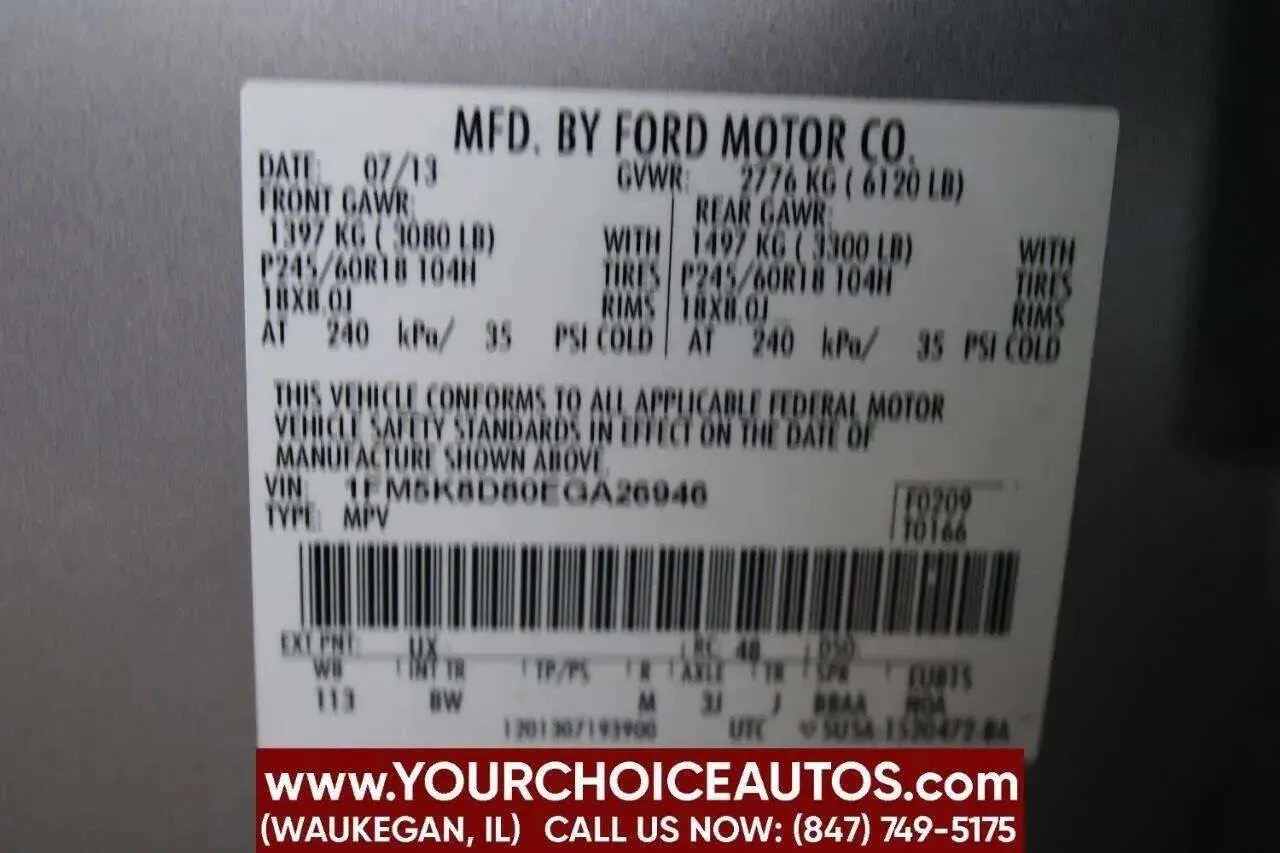 MFD. BY FORD MOTOR CO.
DATE: 07/13 GVWR: 2776 KG ( 6120 LB)
FRONT GAWR: REAR GAWR:
1397 KG ( 3080 LB) WITH 1497 KG ( 3300 LB) WITH
P245/60R18 104H TIRES P245/60R18 104H TIRES
18X8.0J RIMS 18X8.0J RIMS
AT 240 kPa/ 35 PSI COLD AT 240 kPa/ 35 PSI COLD
THIS VEHICLE CONFORMS TO ALL APPLICABLE FEDERAL MOTOR
VEHICLE SAFETY STANDARDS IN EFFECT ON THE DATE OF
MANUFACTURE SHOWN ABOVE.
VIN: 1FM5K8D80EGA26946 F0209
TYPE: MPV T0166
EXT PNT: UX RC: 48 DSO:
WB INT TR TP/PS R AXLE TR SPR
113 BW M 3J J BBAA
1201307193900 UTC
www.YOURCHOICEAUTOS.com
(WAUKEGAN, IL) CALL US NOW: (847) 749-5175